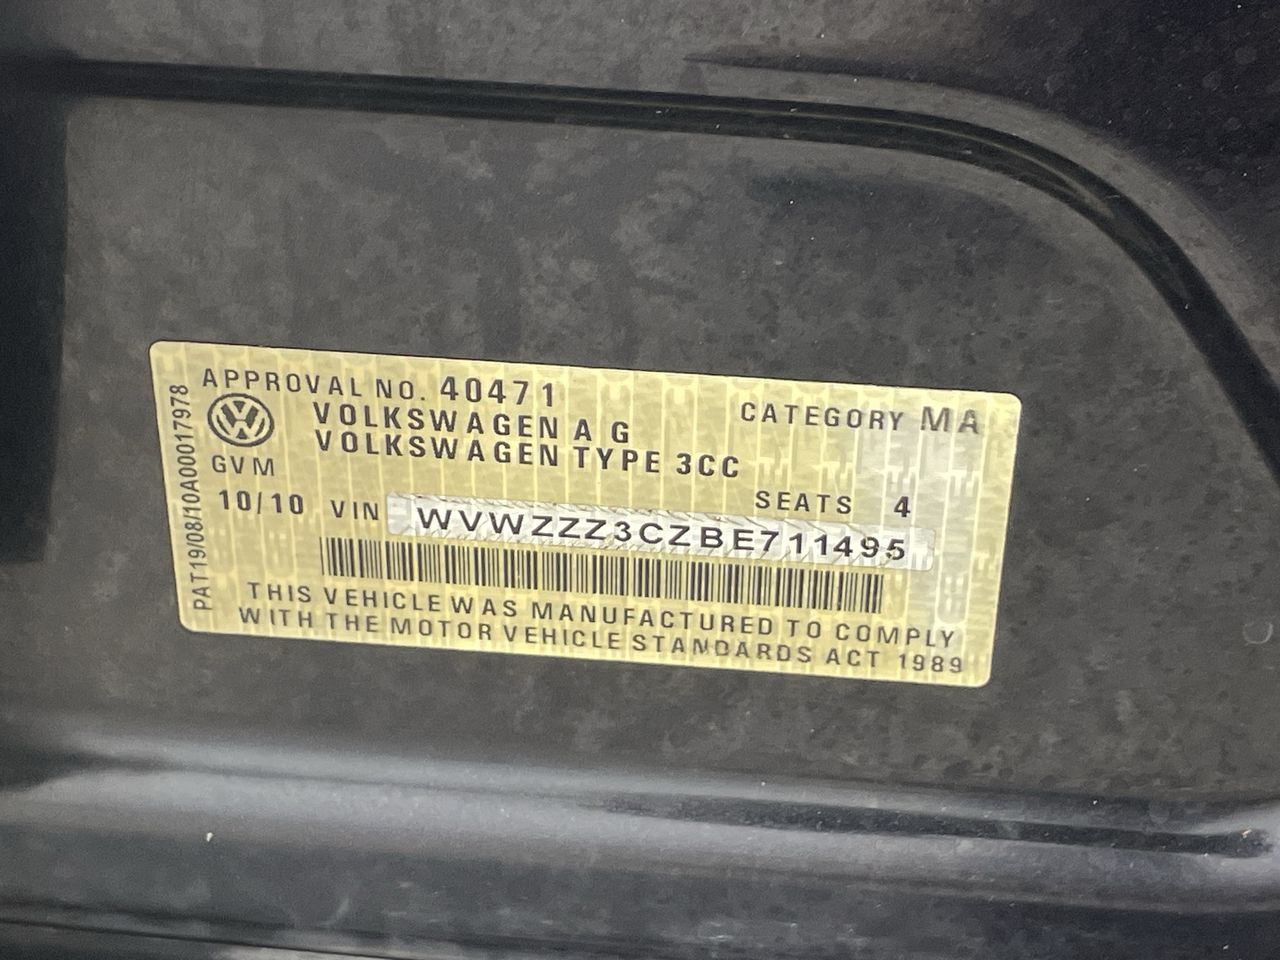 APPROVAL NO. 40471
CATEGORY MA
VOLKSWAGEN A G
VOLKSWAGEN TYPE 3CC
GVM
SEATS 4
10/10 VIN WVWZZZ3CZBE711495
THIS VEHICLE WAS MANUFACTURED TO COMPLY
WITH THE MOTOR VEHICLE STANDARDS ACT 1989
PAT19/08/10A00017978